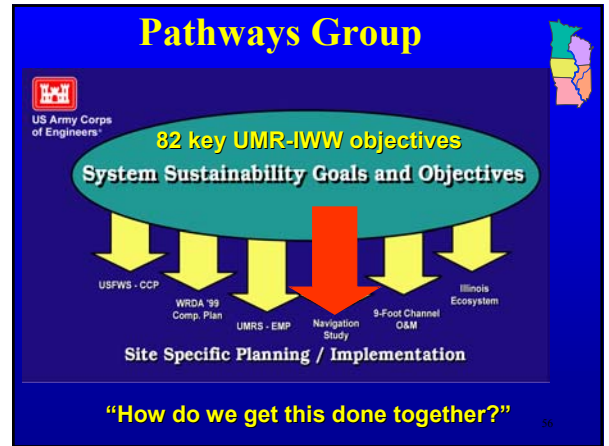 Pathways Group
US Army Corps
of Engineers
82 key UMR-IWW objectives
System Sustainability Goals and Objectives
USFWS - CCP
WRDA '99
Comp. Plan
UMRS - EMP
Navigation
Study
9-Foot Channel
O&M
Illinois
Ecosystem
Site Specific Planning / Implementation
“How do we get this done together?”